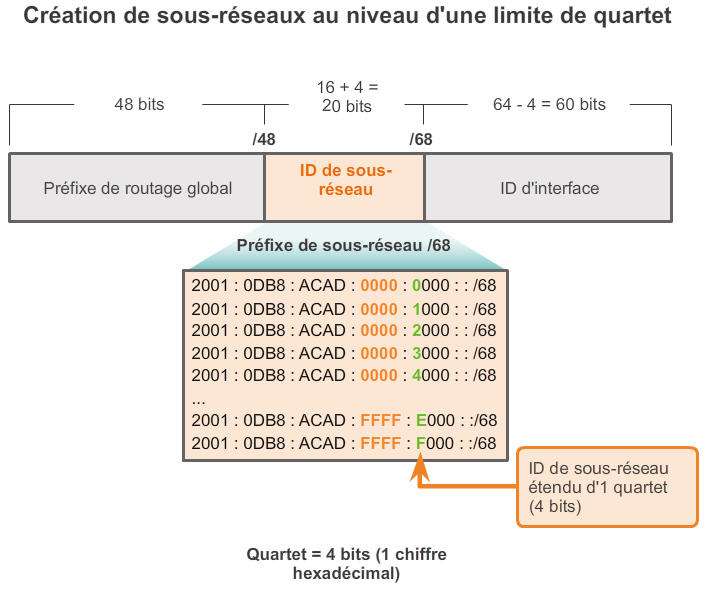 Création de sous-réseaux au niveau d'une limite de quartet
48 bits
16 + 4 =
20 bits
64 - 4 = 60 bits
/48
/68
Préfixe de routage global
ID de sous-
réseau
ID d'interface
Préfixe de sous-réseau /68
2001 : 0DB8 : ACAD : 0000 : 0000 : : /68
2001 : 0DB8 : ACAD : 0000 : 1000 : : /68
2001 : 0DB8 : ACAD : 0000 : 2000 : : /68
2001 : 0DB8 : ACAD : 0000 : 3000 : : /68
2001 : 0DB8 : ACAD : 0000 : 4000 : : /68
...
2001 : 0DB8 : ACAD : FFFF : E000 : :/68
2001 : 0DB8 : ACAD : FFFF : F000 : :/68
ID de sous-réseau
étendu d'1 quartet
(4 bits)
Quartet = 4 bits (1 chiffre
hexadécimal)